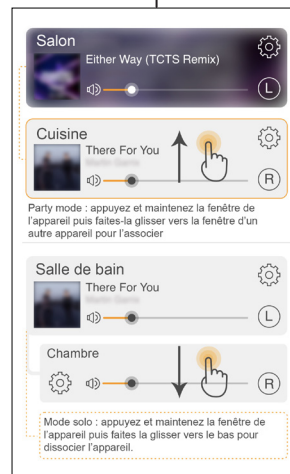 Salon
Either Way (TCTS Remix)
L
Cuisine
There For You
R
Party mode : appuyez et maintenez la fenêtre de
l'appareil puis faites-la glisser vers la fenêtre d'un
autre appareil pour l'associer
Salle de bain
There For You
L
Chambre
R
Mode solo : appuyez et maintenez la fenêtre de
l'appareil puis faites la glisser vers le bas pour
dissocier l'appareil.